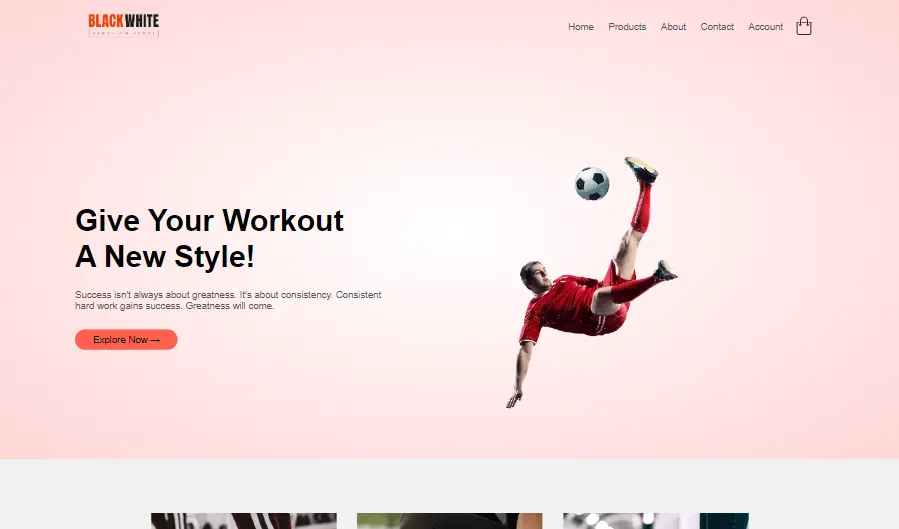 BLACKWHITE
Home Products About Contact Account
Give Your Workout
A New Style!
Success isn't always about greatness. It's about consistency. Consistent
hard work gains success. Greatness will come.
Explore Now →